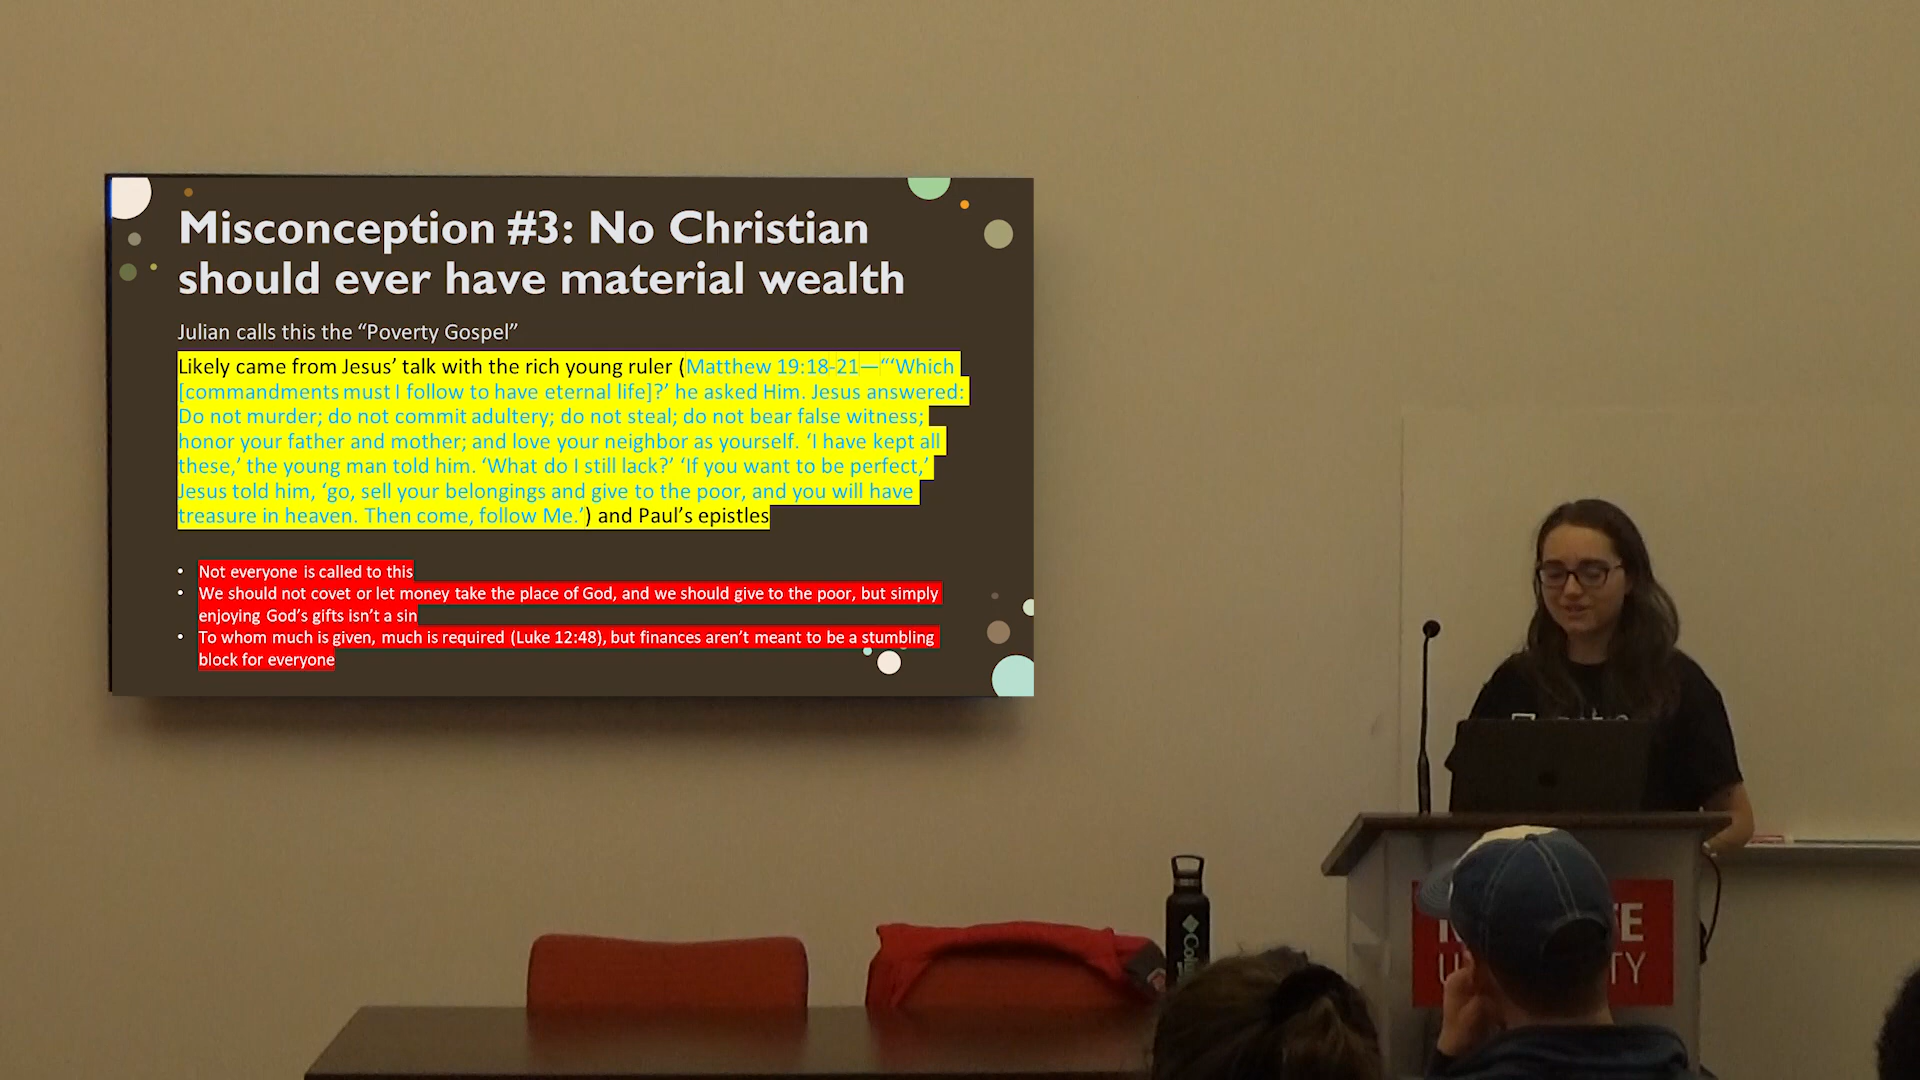 Misconception #3: No Christian
should ever have material wealth
Julian calls this the “Poverty Gospel”
Likely came from Jesus’ talk with the rich young ruler (Matthew 19:18-21—“‘Which
[commandments must I follow to have eternal life]?’ he asked Him. Jesus answered:
Do not murder; do not commit adultery; do not steal; do not bear false witness;
honor your father and mother; and love your neighbor as yourself. ‘I have kept all
these,’ the young man told him. ‘What do I still lack?’ ‘If you want to be perfect,’
Jesus told him, ‘go, sell your belongings and give to the poor, and you will have
treasure in heaven. Then come, follow Me.’) and Paul’s epistles
• Not everyone is called to this
• We should not covet or let money take the place of God, and we should give to the poor, but simply
enjoying God’s gifts isn’t a sin
• To whom much is given, much is required (Luke 12:48), but finances aren’t meant to be a stumbling
block for everyone